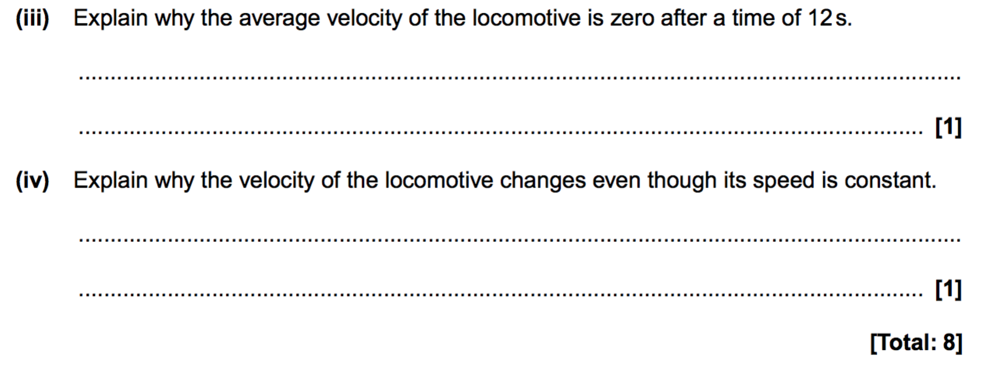 (iii) Explain why the average velocity of the locomotive is zero after a time of 12 s.
[1]
(iv) Explain why the velocity of the locomotive changes even though its speed is constant.
[1]
[Total: 8]